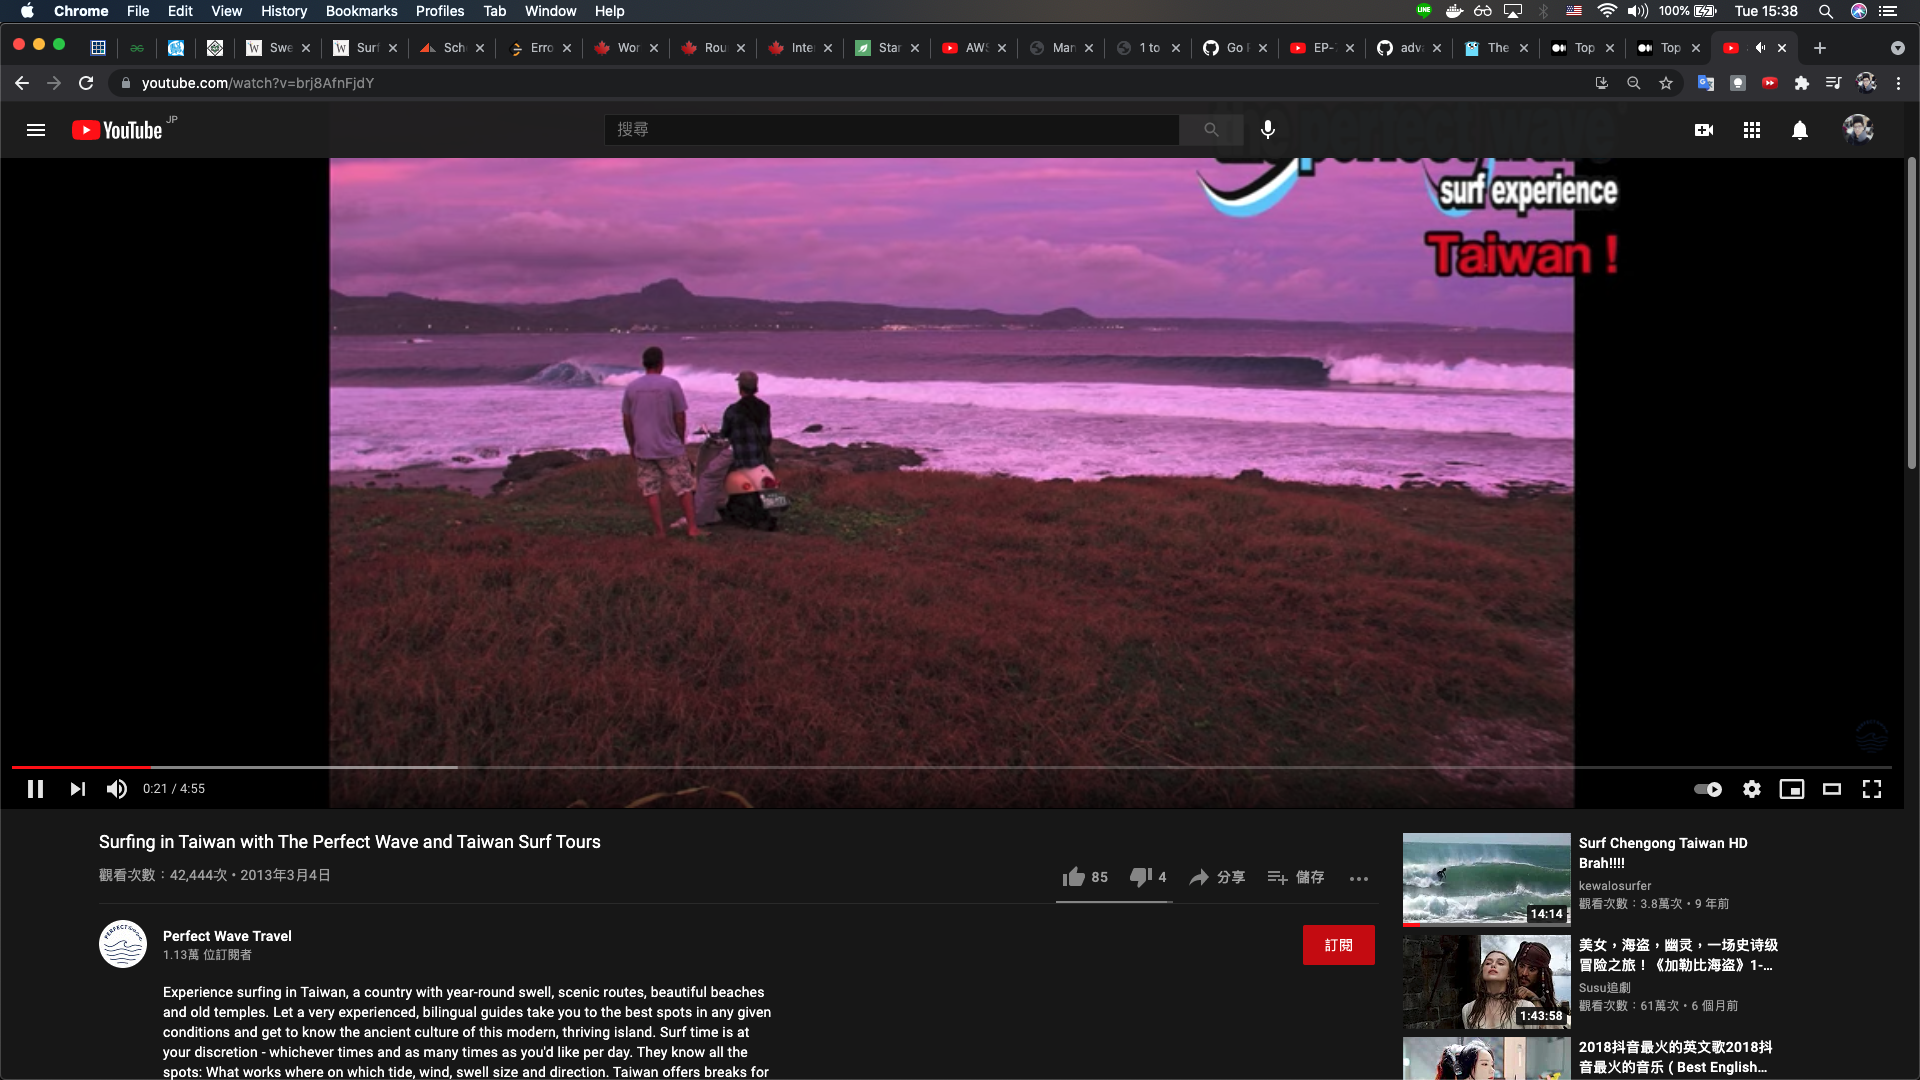 Chrome File Edit View History Bookmarks Profiles Tab Window Help
LINE 100% Tue 15:38
Swe Surf Sch Erro Wor Rou Inte Star AWS Man 1 to Go EP- adva The Top Top
youtube.com/watch?v=brj8AfnFjdY
YouTube JP
搜尋
the perfect wave
surf experience
Taiwan !
0:21 / 4:55
Surfing in Taiwan with The Perfect Wave and Taiwan Surf Tours
觀看次數：42,444次 • 2013年3月4日
85 4 分享 儲存
Perfect Wave Travel
1.13萬 位訂閱者
訂閱
Experience surfing in Taiwan, a country with year-round swell, scenic routes, beautiful beaches
and old temples. Let a very experienced, bilingual guides take you to the best spots in any given
conditions and get to know the ancient culture of this modern, thriving island. Surf time is at
your discretion - whichever times and as many times as you'd like per day. They know all the
spots: What works where on which tide, wind, swell size and direction. Taiwan offers breaks for
14:14
Surf Chengong Taiwan HD
Brah!!!!
kewalosurfer
觀看次數：3.8萬次 • 9 年前
1:43:58
美女，海盗，幽灵，一场史诗级
冒险之旅！《加勒比海盗》1-...
Susu追劇
觀看次數：61萬次 • 6 個月前
2018抖音最火的英文歌2018抖
音最火的音乐 ( Best English...